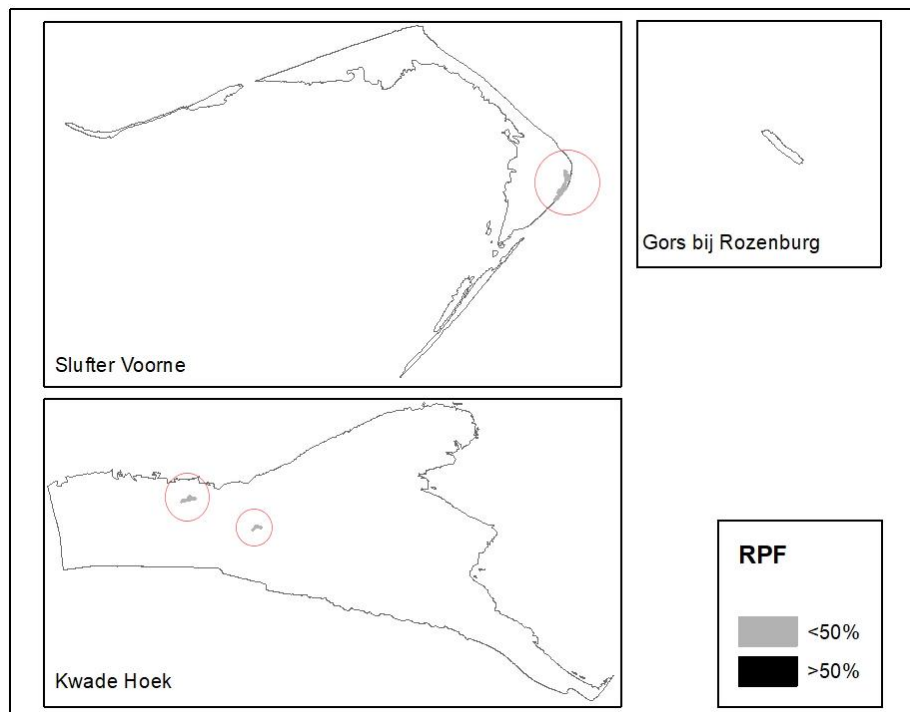 Slufter Voorne
Gors bij Rozenburg
Kwade Hoek
RPF
<50%
>50%